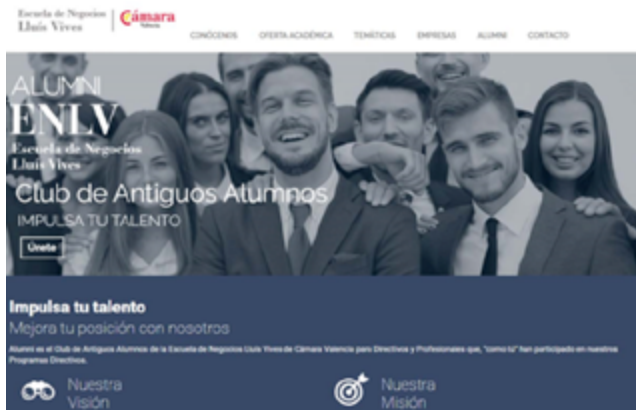 Escuela de Negocios
Lluís Vives
Cámara
Valencia
CONÓCENOS OFERTA ACADÉMICA TEMÁTICAS EMPRESAS ALUMNI CONTACTO
ALUMNI
ENLV
Escuela de Negocios
Lluís Vives
Club de Antiguos Alumnos
IMPULSA TU TALENTO
Únete
Impulsa tu talento
Mejora tu posición con nosotros
Alumni es el Club de Antiguos Alumnos de la Escuela de Negocios Lluís Vives de Cámara Valencia para Directivos y Profesionales que, "como tú" han participado en nuestros
Programas Directivos.
Nuestra
Visión
Nuestra
Misión